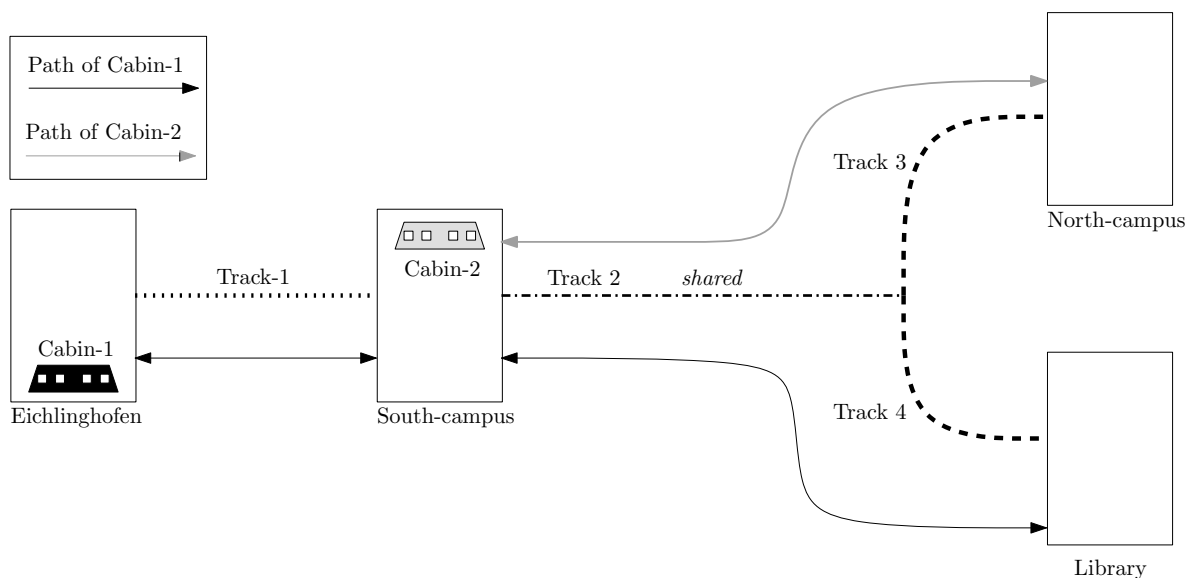 Path of Cabin-1
Path of Cabin-2
North-campus
Track 3
Track-1
Cabin-2
Track 2 shared
Cabin-1
Eichlinghofen
South-campus
Track 4
Library